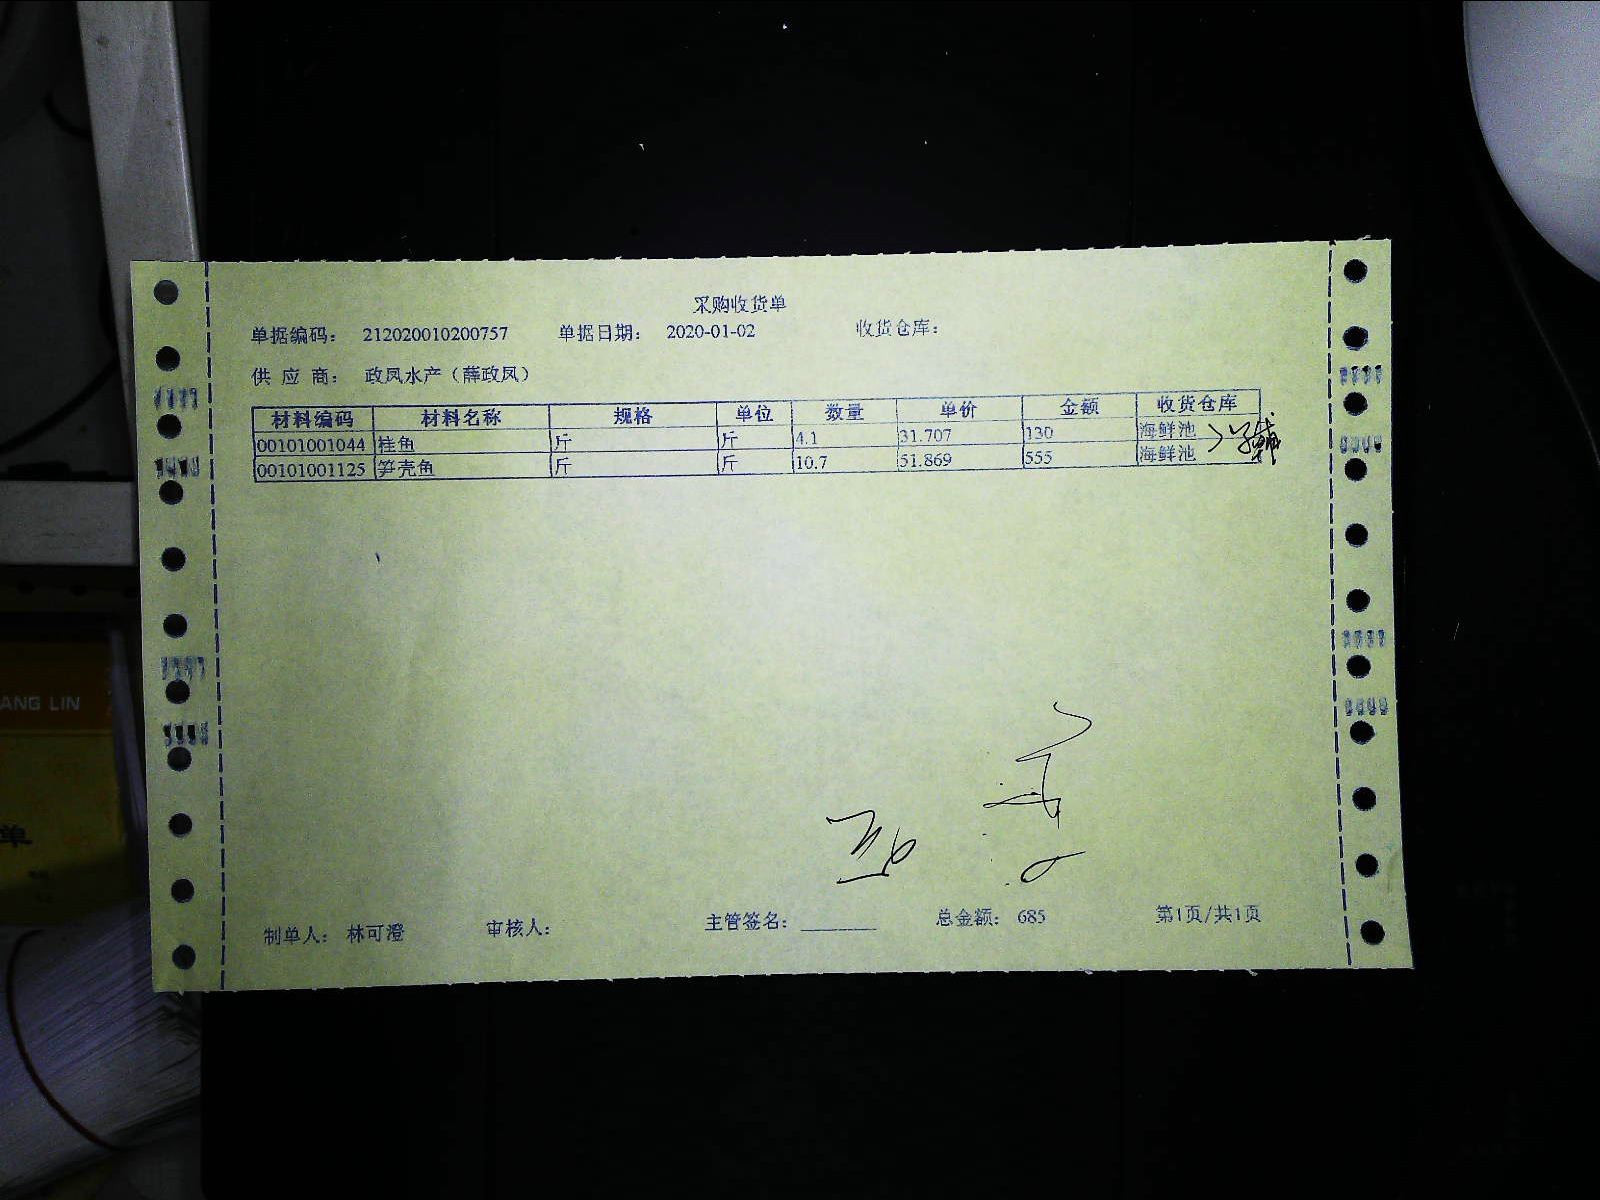 采购收货单
单据编码： 212020010200757 单据日期： 2020-01-02 收货仓库：
供 应 商： 政凤水产（薛政凤）
材料编码 材料名称 规格 单位 数量 单价 金额 收货仓库
00101001044 桂鱼 斤 斤 4.1 31.707 130 海鲜池
00101001125 笋壳鱼 斤 斤 10.7 51.869 555 海鲜池
制单人： 林可澄 审核人： 主管签名： 总金额： 685 第1页/共1页
ANG LIN
单